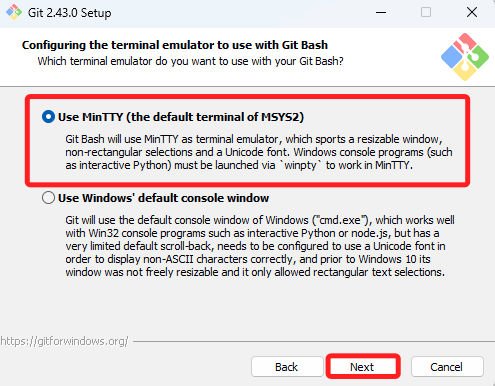 Git 2.43.0 Setup
Configuring the terminal emulator to use with Git Bash
Which terminal emulator do you want to use with your Git Bash?
Use MinTTY (the default terminal of MSYS2)
Git Bash will use MinTTY as terminal emulator, which sports a resizable window,
non-rectangular selections and a Unicode font. Windows console programs (such
as interactive Python) must be launched via `winpty` to work in MinTTY.
Use Windows' default console window
Git will use the default console window of Windows ("cmd.exe"), which works well
with Win32 console programs such as interactive Python or node.js, but has a
very limited default scroll-back, needs to be configured to use a Unicode font in
order to display non-ASCII characters correctly, and prior to Windows 10 its
window was not freely resizable and it only allowed rectangular text selections.
https://gitforwindows.org/
Back Next Cancel